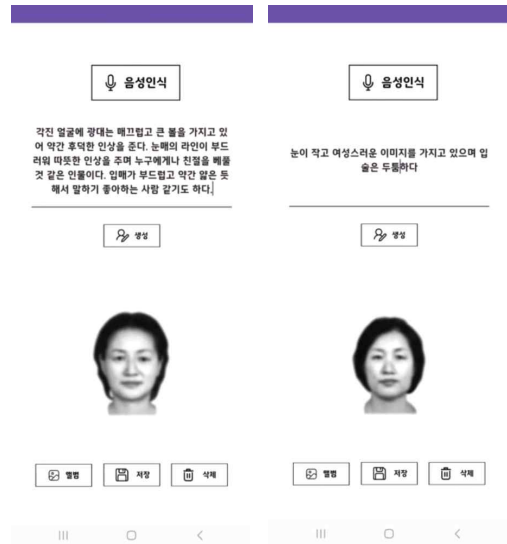 음성인식
각진 얼굴에 광대는 매끄럽고 큰 볼을 가지고 있
어 약간 후덕한 인상을 준다. 눈매의 라인이 부드
러워 따뜻한 인상을 주며 누구에게나 친절을 베풀
것 같은 인물이다. 입매가 부드럽고 약간 얇은 듯
해서 말하기 좋아하는 사람 같기도 하다.
생성
앨범
저장
삭제
음성인식
눈이 작고 여성스러운 이미지를 가지고 있으며 입
술은 두툼하다
생성
앨범
저장
삭제